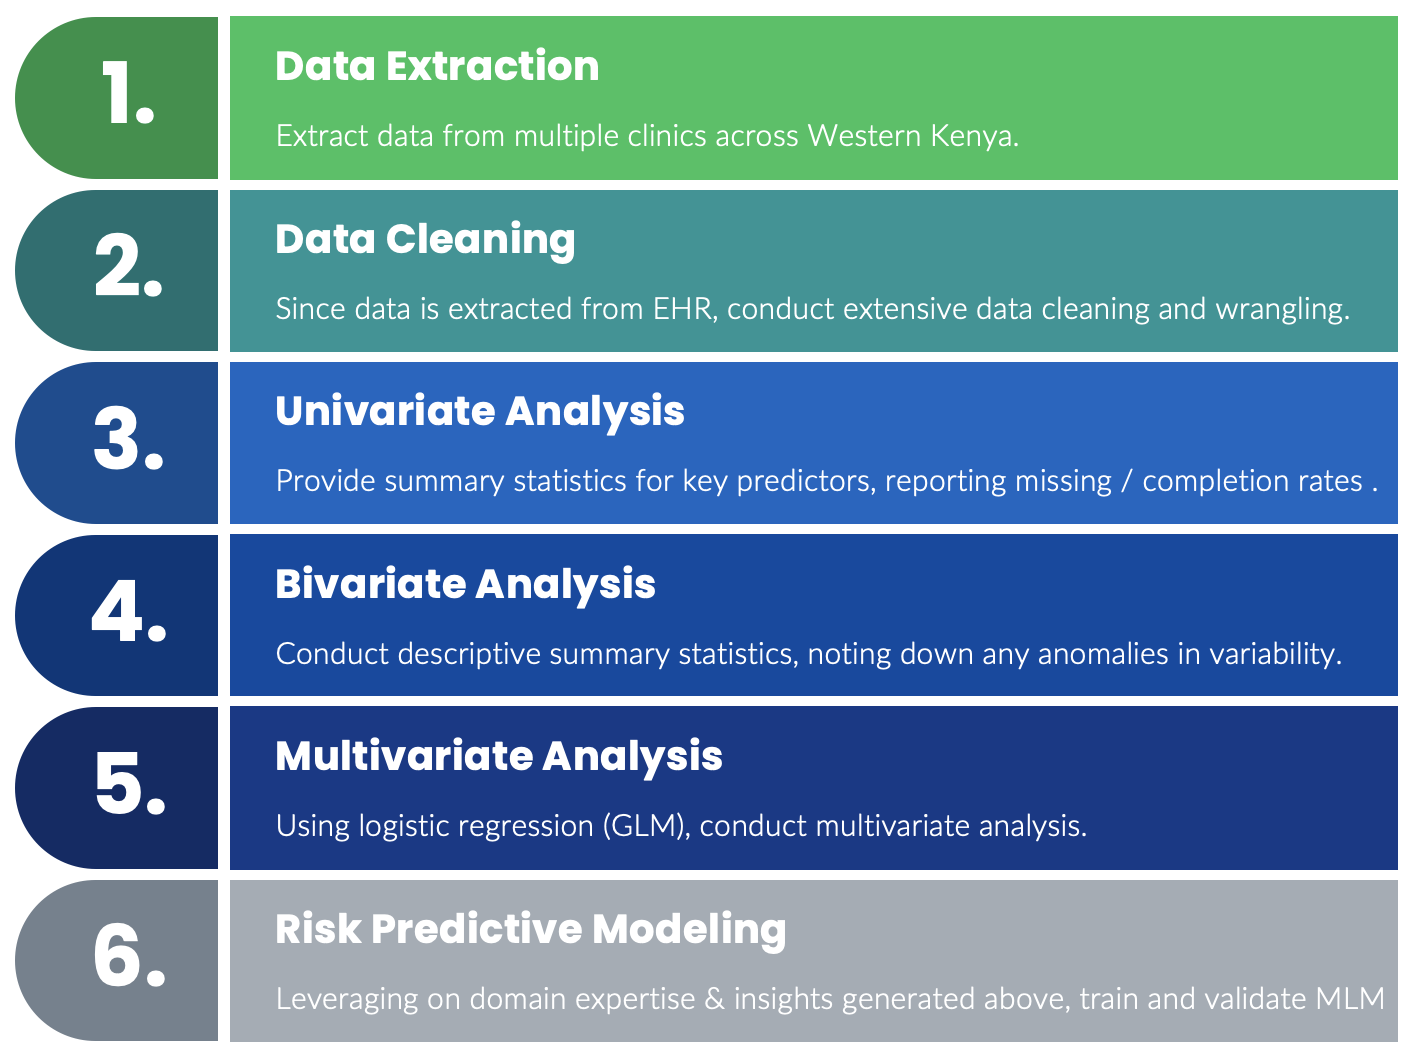 1.
Data Extraction
Extract data from multiple clinics across Western Kenya.
2.
Data Cleaning
Since data is extracted from EHR, conduct extensive data cleaning and wrangling.
3.
Univariate Analysis
Provide summary statistics for key predictors, reporting missing / completion rates .
4.
Bivariate Analysis
Conduct descriptive summary statistics, noting down any anomalies in variability.
5.
Multivariate Analysis
Using logistic regression (GLM), conduct multivariate analysis.
6.
Risk Predictive Modeling
Leveraging on domain expertise & insights generated above, train and validate MLM